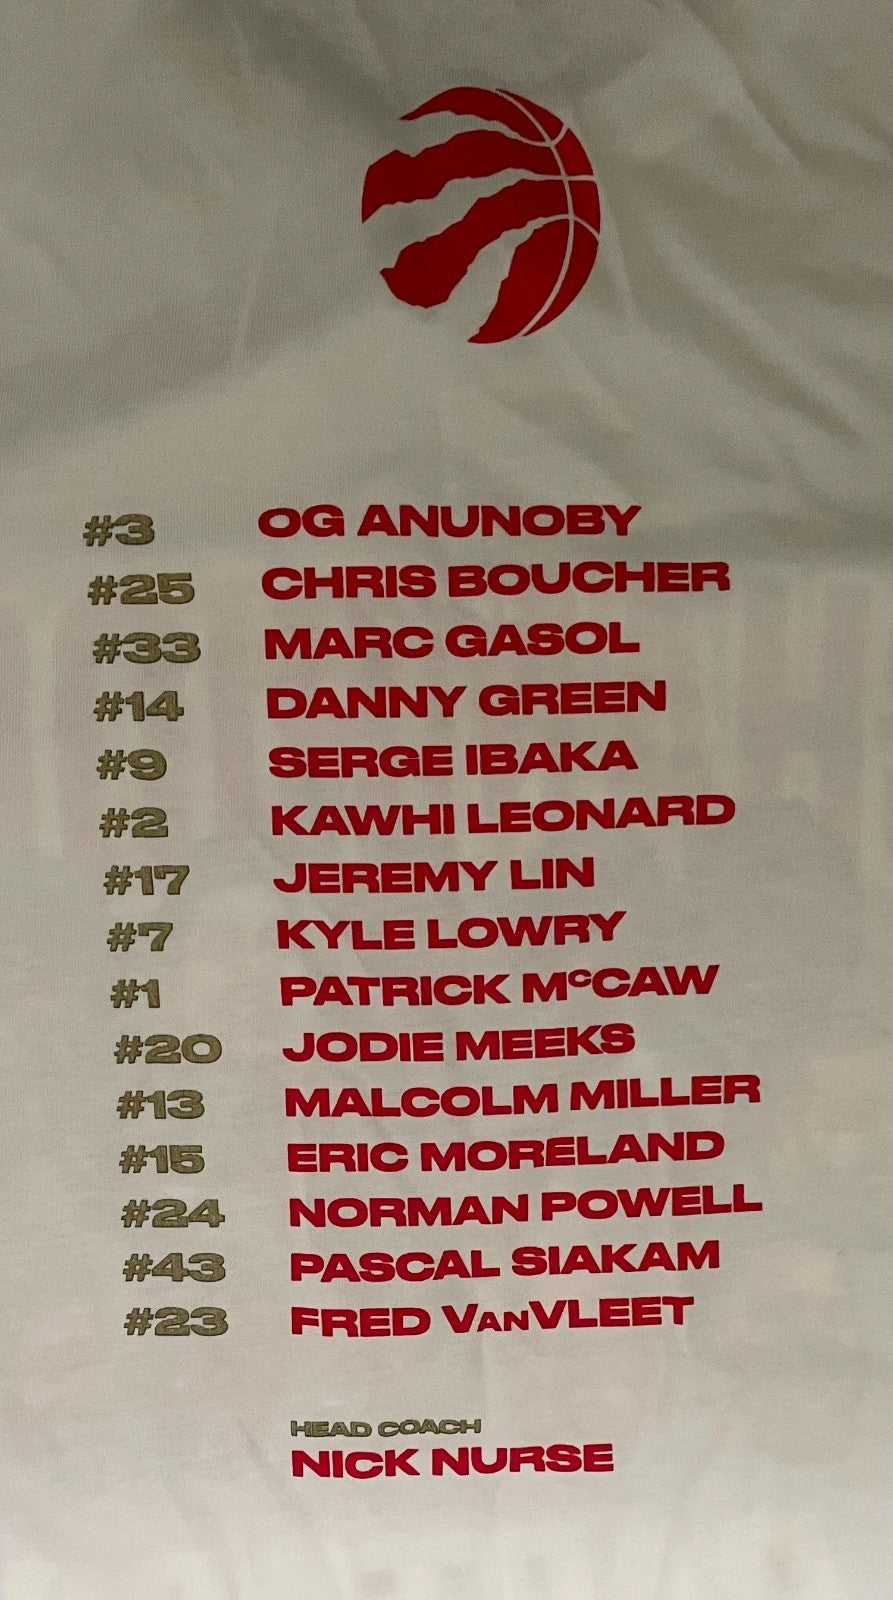 #3 OG ANUNOBY
#25 CHRIS BOUCHER
#33 MARC GASOL
#14 DANNY GREEN
#9 SERGE IBAKA
#2 KAWHI LEONARD
#17 JEREMY LIN
#7 KYLE LOWRY
#1 PATRICK McCAW
#20 JODIE MEEKS
#13 MALCOLM MILLER
#15 ERIC MORELAND
#24 NORMAN POWELL
#43 PASCAL SIAKAM
#23 FRED VANVLEET
HEAD COACH
NICK NURSE